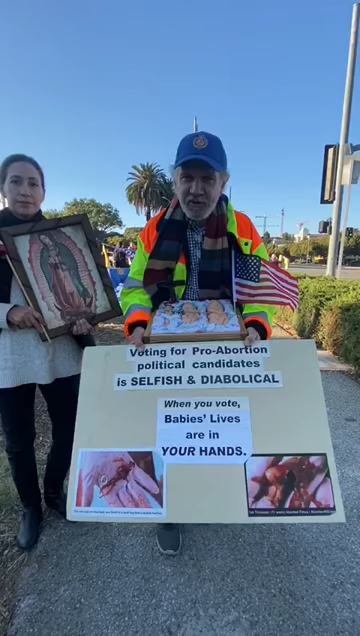 Voting for Pro-Abortion
political candidates
is SELFISH & DIABOLICAL
When you vote,
Babies' Lives
are in
YOUR HANDS.